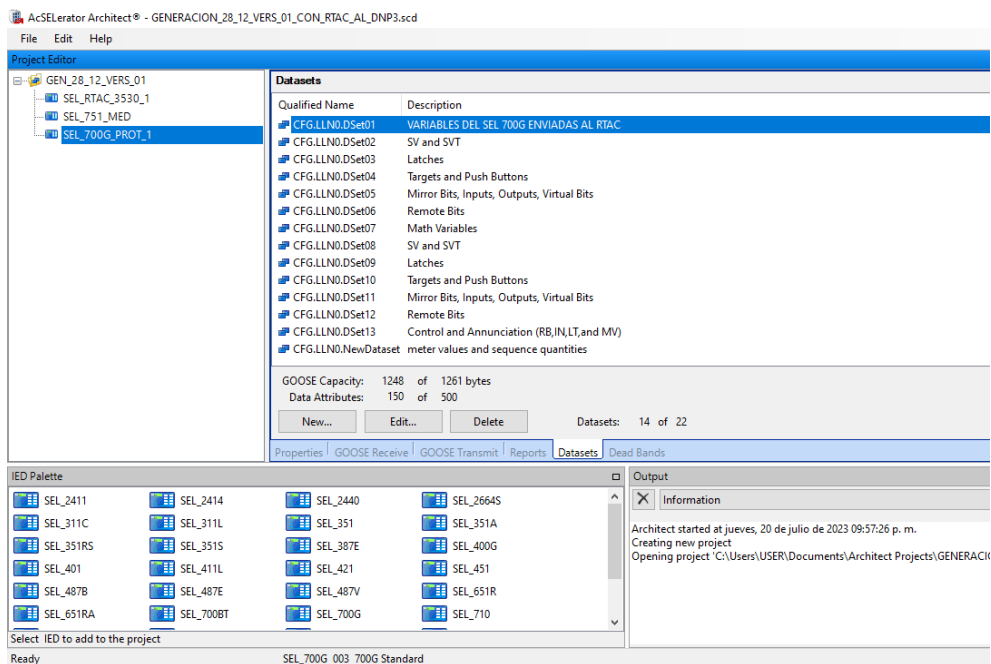 AcSELerator Architect® - GENERACION_28_12_VERS_01_CON_RTAC_AL_DNP3.scd
File Edit Help
Project Editor
GEN_28_12_VERS_01
SEL_RTAC_3530_1
SEL_751_MED
SEL_700G_PROT_1
Datasets
Qualified Name Description
CFG.LLN0.DSet01 VARIABLES DEL SEL 700G ENVIADAS AL RTAC
CFG.LLN0.DSet02 SV and SVT
CFG.LLN0.DSet03 Latches
CFG.LLN0.DSet04 Targets and Push Buttons
CFG.LLN0.DSet05 Mirror Bits, Inputs, Outputs, Virtual Bits
CFG.LLN0.DSet06 Remote Bits
CFG.LLN0.DSet07 Math Variables
CFG.LLN0.DSet08 SV and SVT
CFG.LLN0.DSet09 Latches
CFG.LLN0.DSet10 Targets and Push Buttons
CFG.LLN0.DSet11 Mirror Bits, Inputs, Outputs, Virtual Bits
CFG.LLN0.DSet12 Remote Bits
CFG.LLN0.DSet13 Control and Annunciation (RB,IN,LT,and MV)
CFG.LLN0.NewDataset meter values and sequence quantities
GOOSE Capacity: 1248 of 1261 bytes
Data Attributes: 150 of 500
New... Edit... Delete Datasets: 14 of 22
Properties GOOSE Receive GOOSE Transmit Reports Datasets Dead Bands
IED Palette
SEL_2411 SEL_2414 SEL_2440 SEL_2664S
SEL_311C SEL_311L SEL_351 SEL_351A
SEL_351RS SEL_351S SEL_387E SEL_400G
SEL_401 SEL_411L SEL_421 SEL_451
SEL_487B SEL_487E SEL_487V SEL_651R
SEL_651RA SEL_700BT SEL_700G SEL_710
Select IED to add to the project
Output
Information
Architect started at jueves, 20 de julio de 2023 09:57:26 p. m.
Creating new project
Opening project 'C:\Users\USER\Documents\Architect Projects\GENERACIO
Ready SEL_700G 003 700G Standard